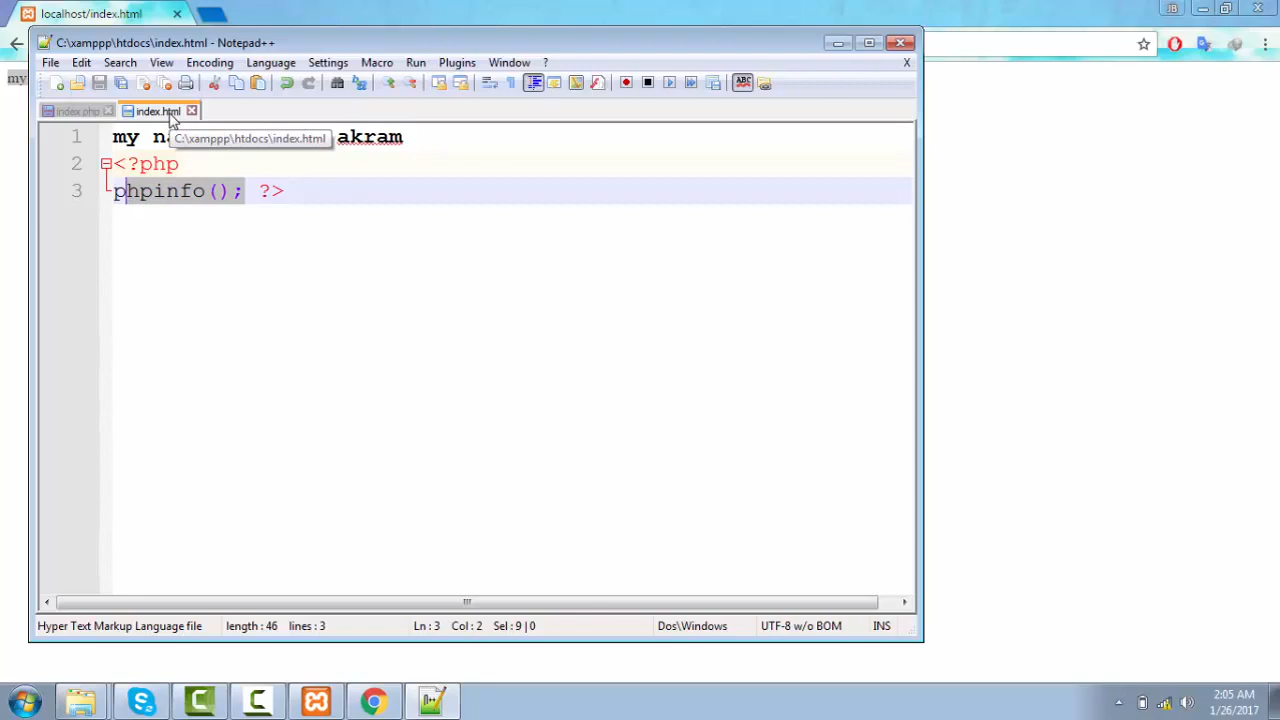 localhost/index.html
JB
C:\xamppp\htdocs\index.html - Notepad++
my
File Edit Search View Encoding Language Settings Macro Run Plugins Window ? X
ABC
index.php index.html
1 my akram
C:\xamppp\htdocs\index.html
2 <?php
3 phpinfo(); ?>
Hyper Text Markup Language file length : 46 lines : 3 Ln : 3 Col : 2 Sel : 9 | 0 Dos\Windows UTF-8 w/o BOM INS
2:05 AM
1/26/2017